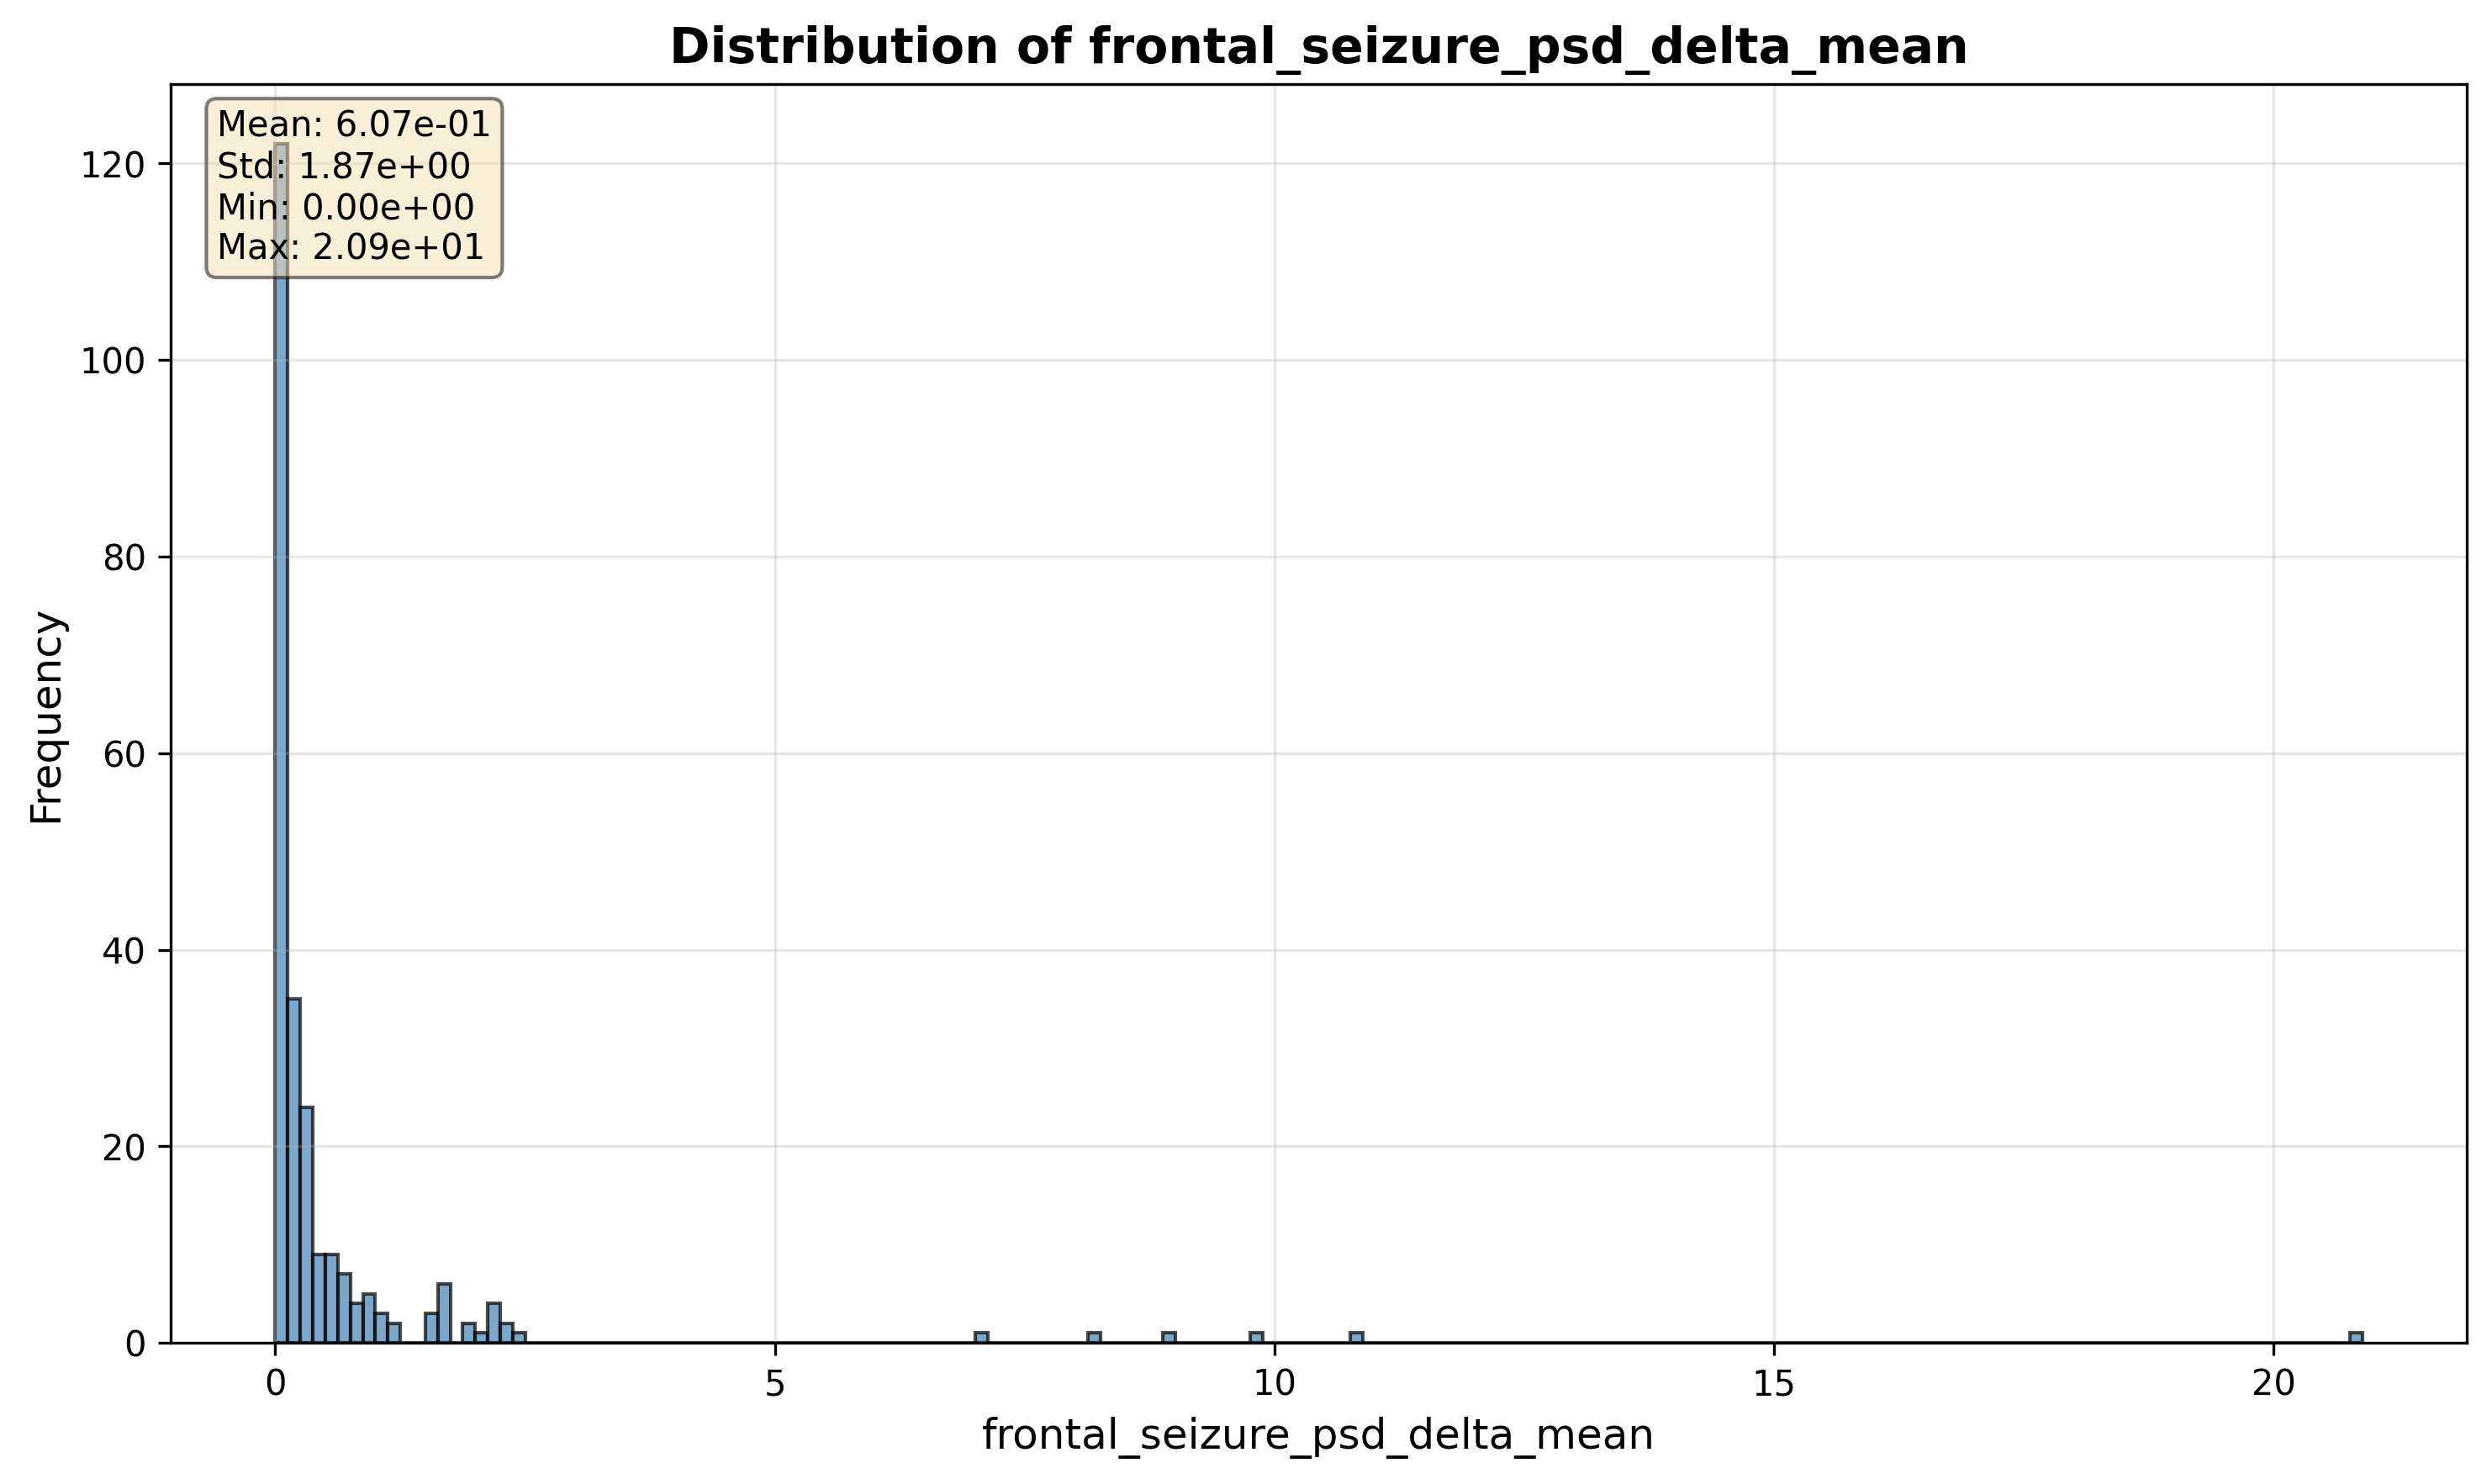 Distribution of frontal_seizure_psd_delta_mean
Mean: 6.07e-01
Std: 1.87e+00
Min: 0.00e+00
Max: 2.09e+01
120
100
80
60
40
20
0
Frequency
0 5 10 15 20
frontal_seizure_psd_delta_mean